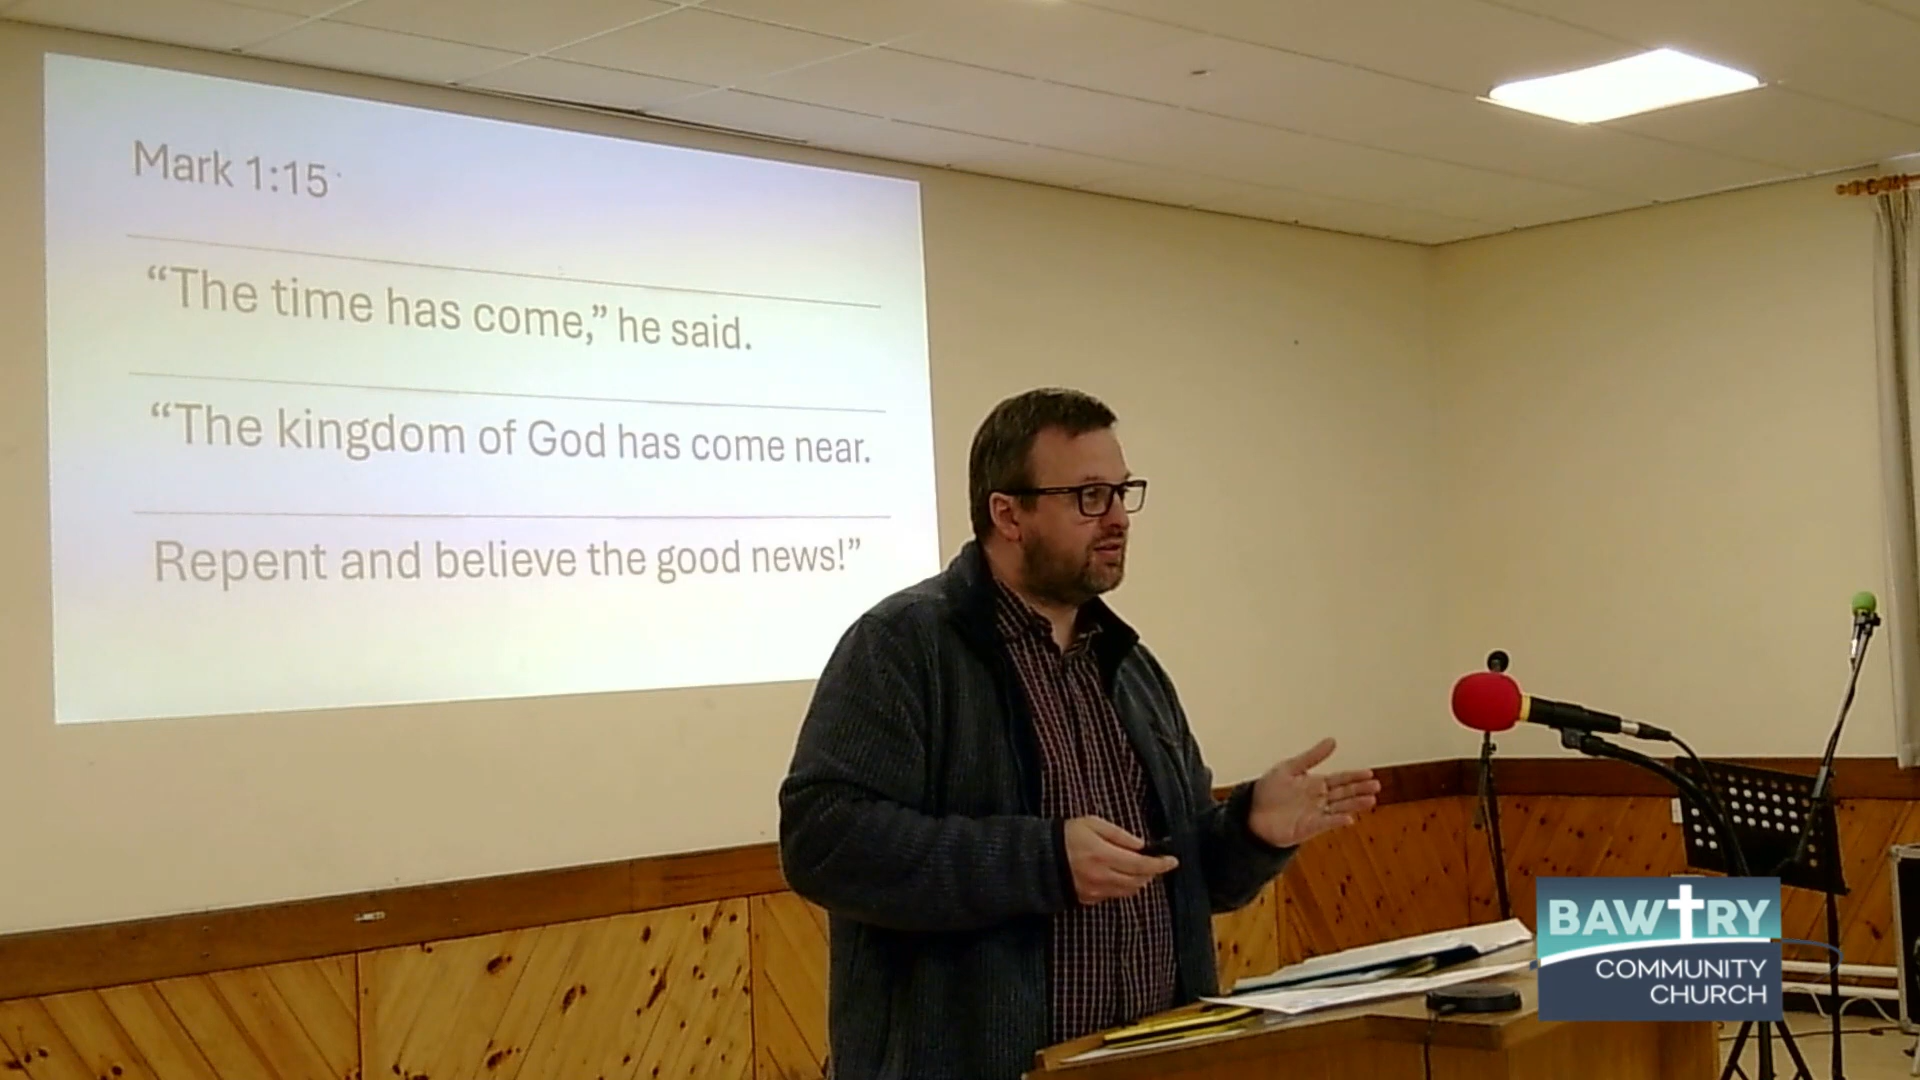 Mark 1:15
“The time has come,” he said.
“The kingdom of God has come near.
Repent and believe the good news!”
BAWTRY
COMMUNITY
CHURCH